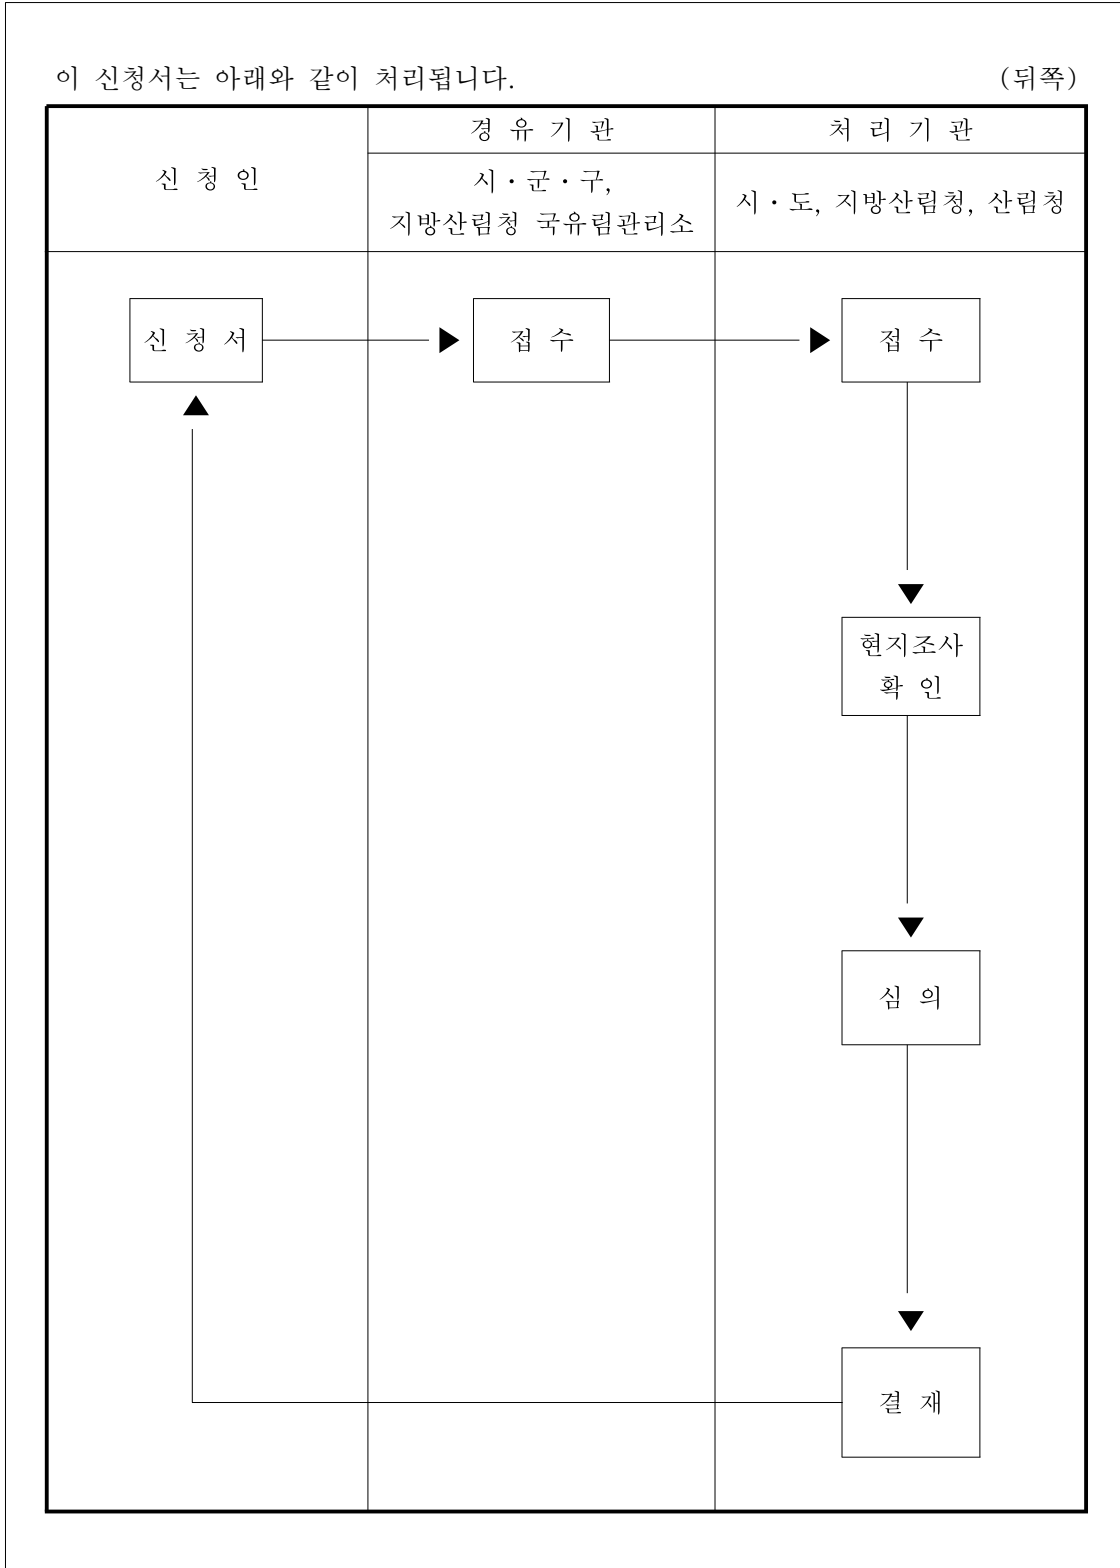 이 신청서는 아래와 같이 처리됩니다. (뒤쪽)
신 청 인
경 유 기 관
처 리 기 관
시·군·구,
지방산림청 국유림관리소
시·도, 지방산림청, 산림청
신 청 서
접 수
접 수
현지조사
확 인
심 의
결 재